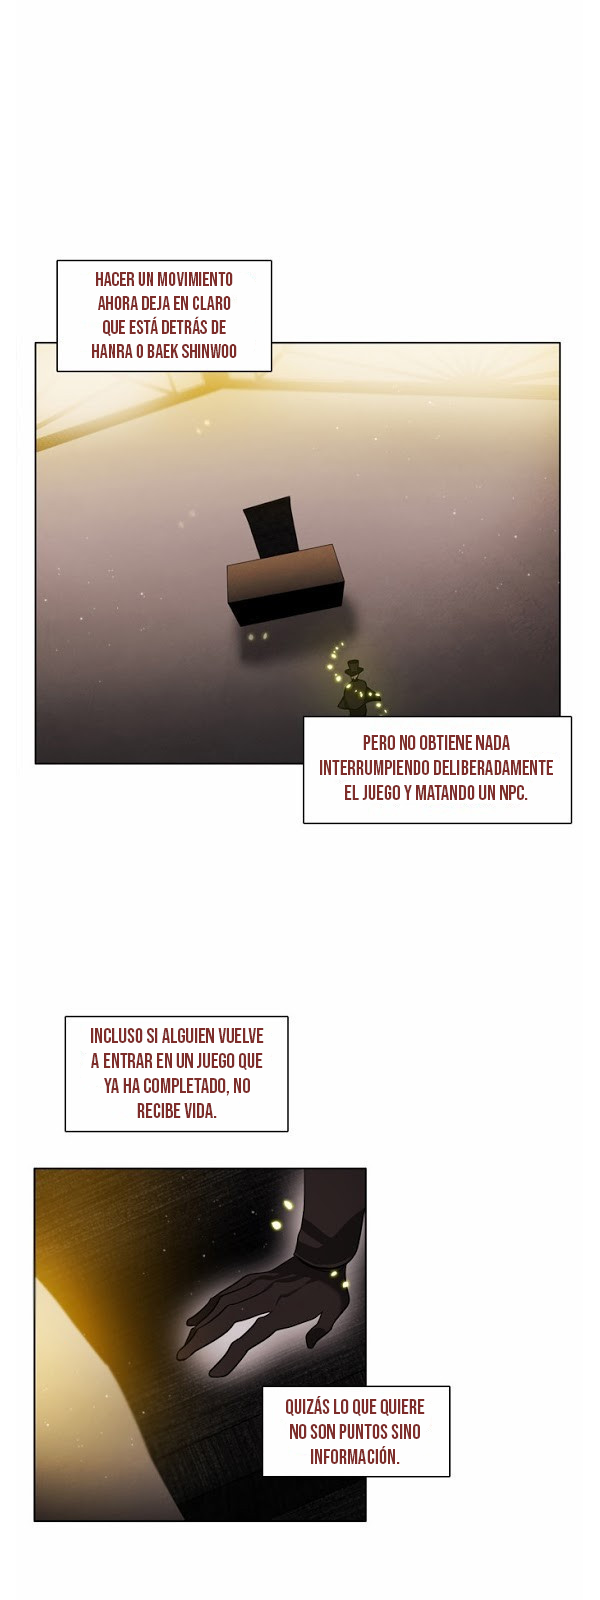 HACER UN MOVIMIENTO
AHORA DEJA EN CLARO
QUE ESTÁ DETRÁS DE
HANRA O BAEK SHINWOO
PERO NO OBTIENE NADA
INTERRUMPIENDO DELIBERADAMENTE
EL JUEGO Y MATANDO UN NPC.
INCLUSO SI ALGUIEN VUELVE
A ENTRAR EN UN JUEGO QUE
YA HA COMPLETADO, NO
RECIBE VIDA.
QUIZÁS LO QUE QUIERE
NO SON PUNTOS SINO
INFORMACIÓN.